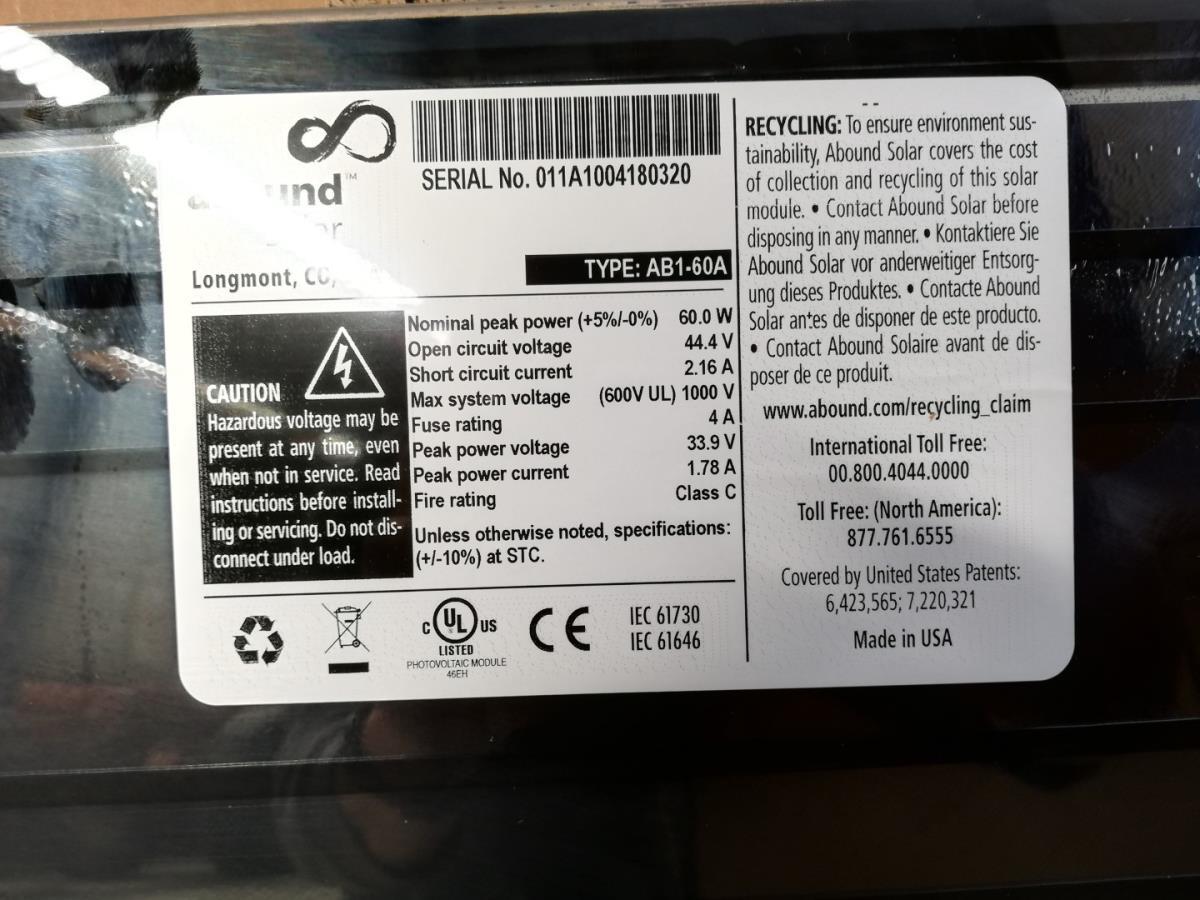 SERIAL No. 011A1004180320
TM
Longmont,
TYPE: AB1-60A
CAUTION
Hazardous voltage may be
present at any time, even
when not in service. Read
instructions before install-
ing or servicing. Do not dis-
connect under load.
Nominal peak power (+5%/-0%) 60.0 W
Open circuit voltage 44.4 V
Short circuit current 2.16 A
Max system voltage (600V UL) 1000 V
Fuse rating 4 A
Peak power voltage 33.9 V
Peak power current 1.78 A
Fire rating Class C
Unless otherwise noted, specifications:
(+/-10%) at STC.
C UL US
LISTED
PHOTOVOLTAIC MODULE
46EH
CE
IEC 61730
IEC 61646
RECYCLING: To ensure environment sus-
tainability, Abound Solar covers the cost
of collection and recycling of this solar
module. • Contact Abound Solar before
disposing in any manner. • Kontaktiere Sie
Abound Solar vor anderweitiger Entsorg-
ung dieses Produktes. • Contacte Abound
Solar antes de disponer de este producto.
• Contact Abound Solaire avant de dis-
poser de ce produit.
www.abound.com/recycling_claim
International Toll Free:
00.800.4044.0000
Toll Free: (North America):
877.761.6555
Covered by United States Patents:
6,423,565; 7,220,321
Made in USA